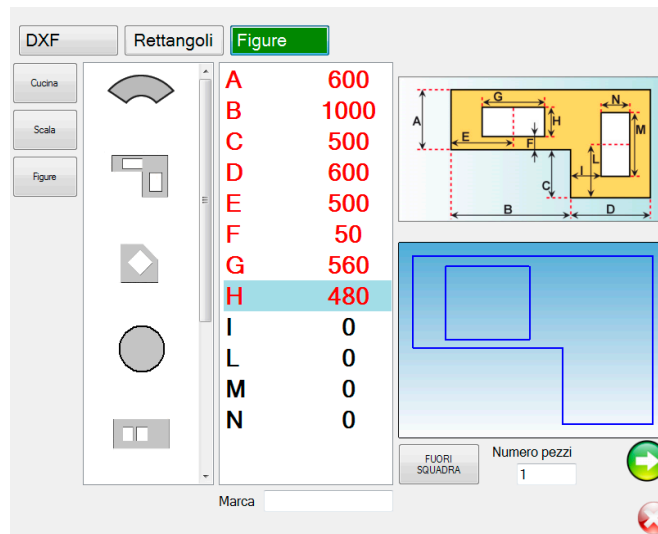 DXF
Rettangoli
Figure
Cucina
Scala
Figure
A 600
B 1000
C 500
D 600
E 500
F 50
G 560
H 480
I 0
L 0
M 0
N 0
Marca
G
N
A
H
M
E
F
L
I
C
B
D
FUORI
SQUADRA
Numero pezzi
1